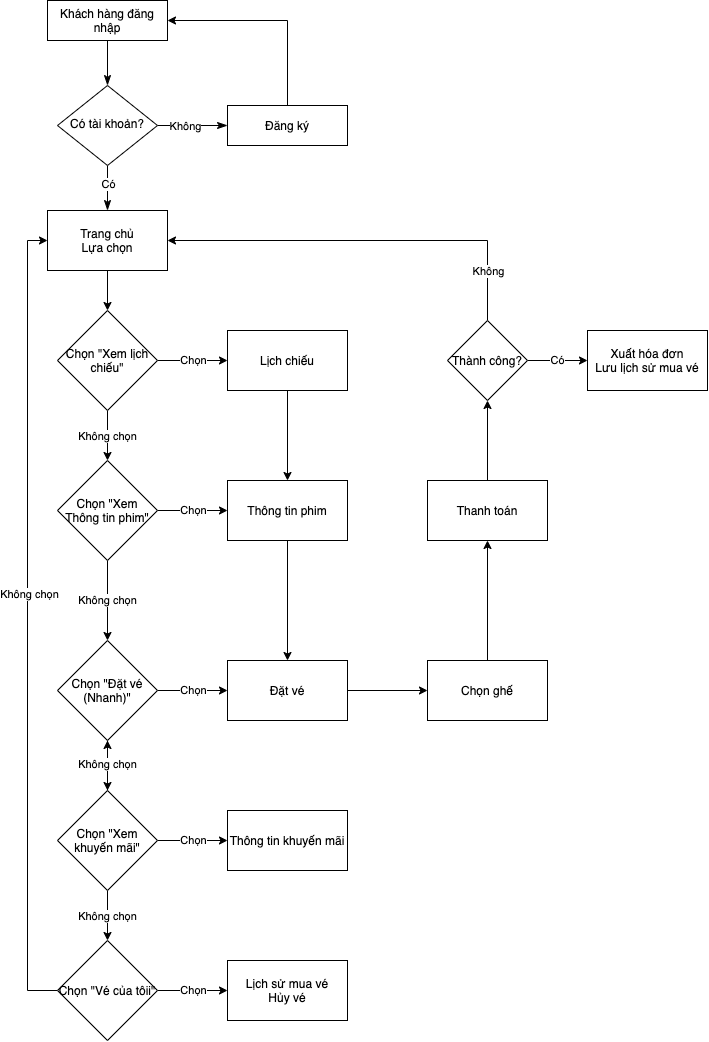 Khách hàng đăng
nhập
Có tài khoản?
Không
Đăng ký
Có
Trang chủ
Lựa chọn
Không
Chọn "Xem lịch
chiếu"
Chọn
Lịch chiếu
Thành công?
Có
Xuất hóa đơn
Lưu lịch sử mua vé
Không chọn
Chọn "Xem
Thông tin phim"
Chọn
Thông tin phim
Thanh toán
Không chọn
Không chọn
Chọn "Đặt vé
(Nhanh)"
Chọn
Đặt vé
Chọn ghế
Không chọn
Chọn "Xem
khuyến mãi"
Chọn
Thông tin khuyến mãi
Không chọn
Chọn "Vé của tôii"
Chọn
Lịch sử mua vé
Hủy vé